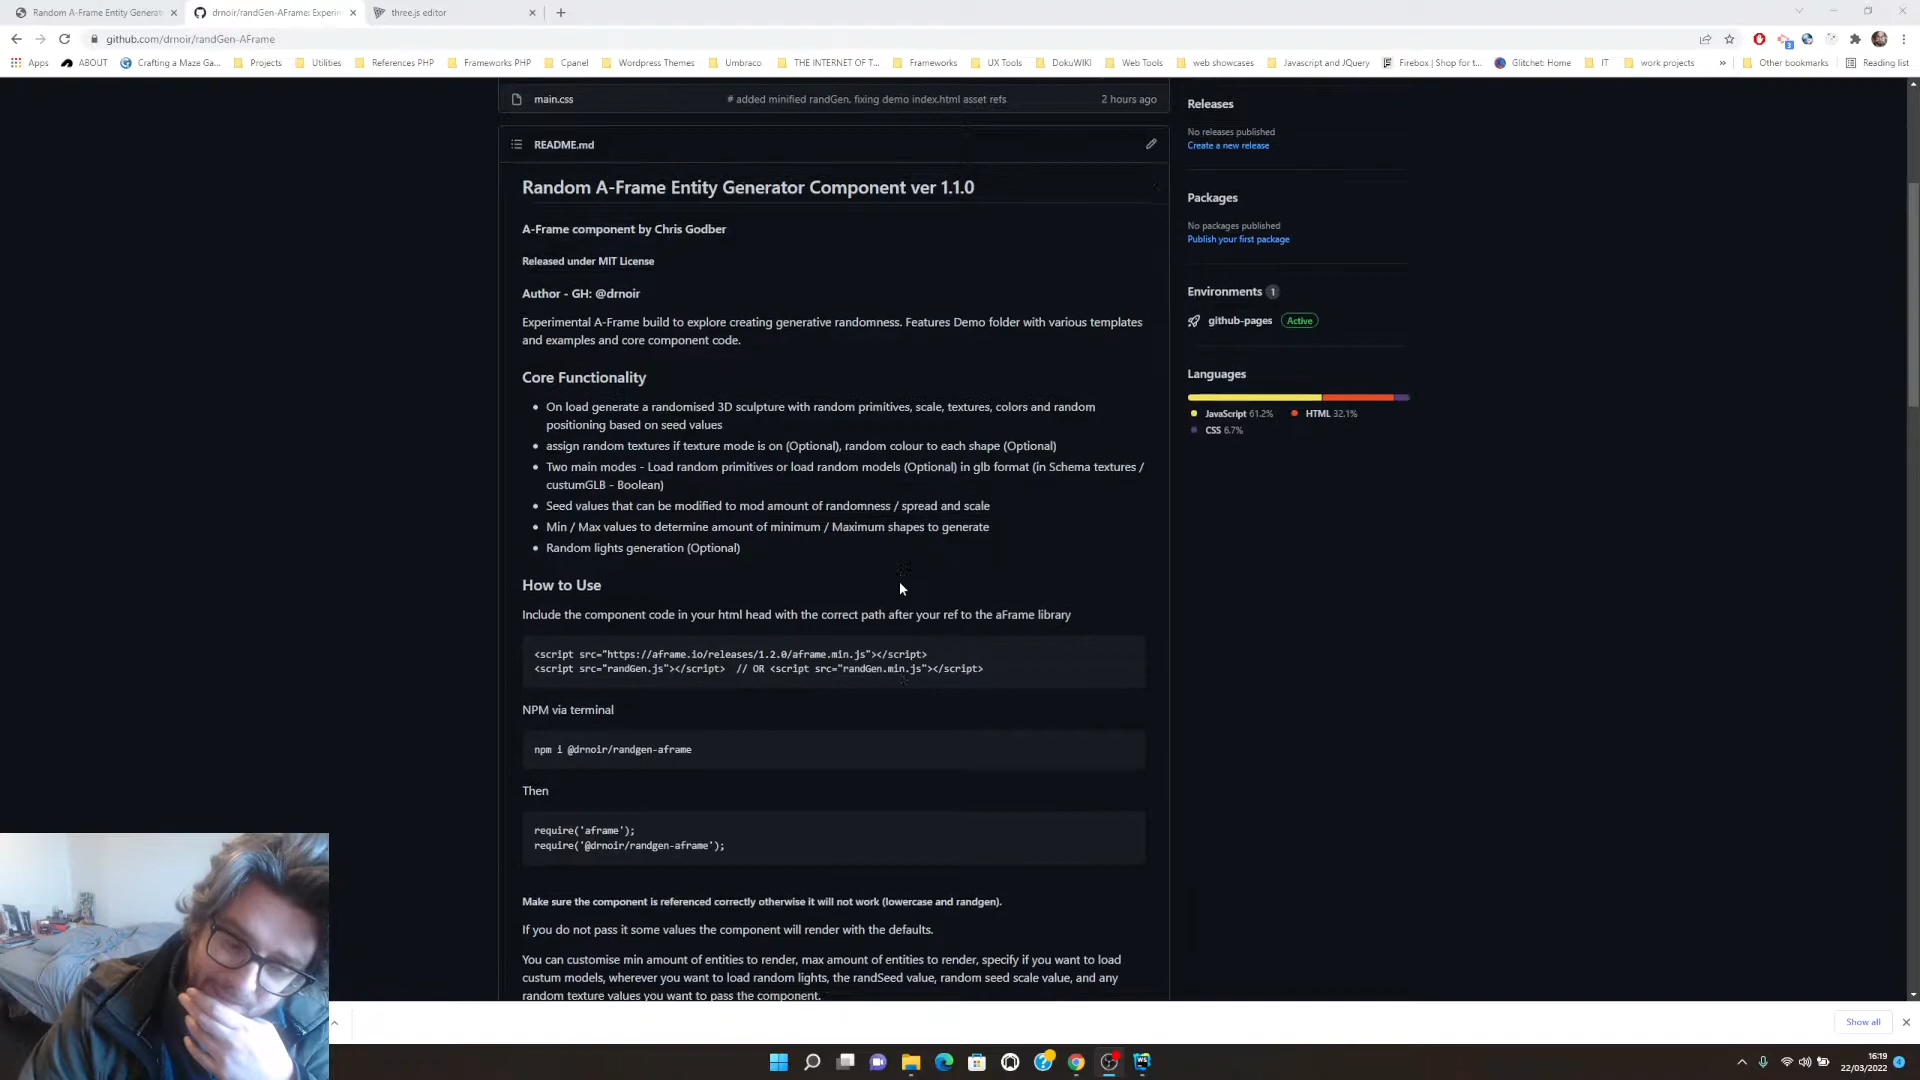 Random A-Frame Entity Generat
drnoir/randGen-AFrame: Experin
three.js editor
github.com/drnoir/randGen-AFrame
Apps ABOUT Crafting a Maze Ga... Projects Utilities References PHP Frameworks PHP Cpanel Wordpress Themes Umbraco THE INTERNET OF T... Frameworks UX Tools DokuWIKI Web Tools web showcases Javascript and JQuery Firebox | Shop for t... Glitchet: Home IT work projects » Other bookmarks Reading list
main.css # added minified randGen. fixing demo index.html asset refs 2 hours ago
README.md
Random A-Frame Entity Generator Component ver 1.1.0
A-Frame component by Chris Godber
Released under MIT License
Author - GH: @drnoir
Experimental A-Frame build to explore creating generative randomness. Features Demo folder with various templates
and examples and core component code.
Core Functionality
• On load generate a randomised 3D sculpture with random primitives, scale, textures, colors and random
positioning based on seed values
• assign random textures if texture mode is on (Optional), random colour to each shape (Optional)
• Two main modes - Load random primitives or load random models (Optional) in glb format (in Schema textures /
custumGLB - Boolean)
• Seed values that can be modified to mod amount of randomness / spread and scale
• Min / Max values to determine amount of minimum / Maximum shapes to generate
• Random lights generation (Optional)
How to Use
Include the component code in your html head with the correct path after your ref to the aFrame library
<script src="https://aframe.io/releases/1.2.0/aframe.min.js"></script>
<script src="randGen.js"></script> // OR <script src="randGen.min.js"></script>
NPM via terminal
npm i @drnoir/randgen-aframe
Then
require('aframe');
require('@drnoir/randgen-aframe');
Make sure the component is referenced correctly otherwise it will not work (lowercase and randgen).
If you do not pass it some values the component will render with the defaults.
You can customise min amount of entities to render, max amount of entities to render, specify if you want to load
custum models, wherever you want to load random lights, the randSeed value, random seed scale value, and any
random texture values you want to pass the component.
Releases
No releases published
Create a new release
Packages
No packages published
Publish your first package
Environments 1
github-pages Active
Languages
JavaScript 61.2% HTML 32.1%
CSS 6.7%
Show all
16:19
22/03/2022
4